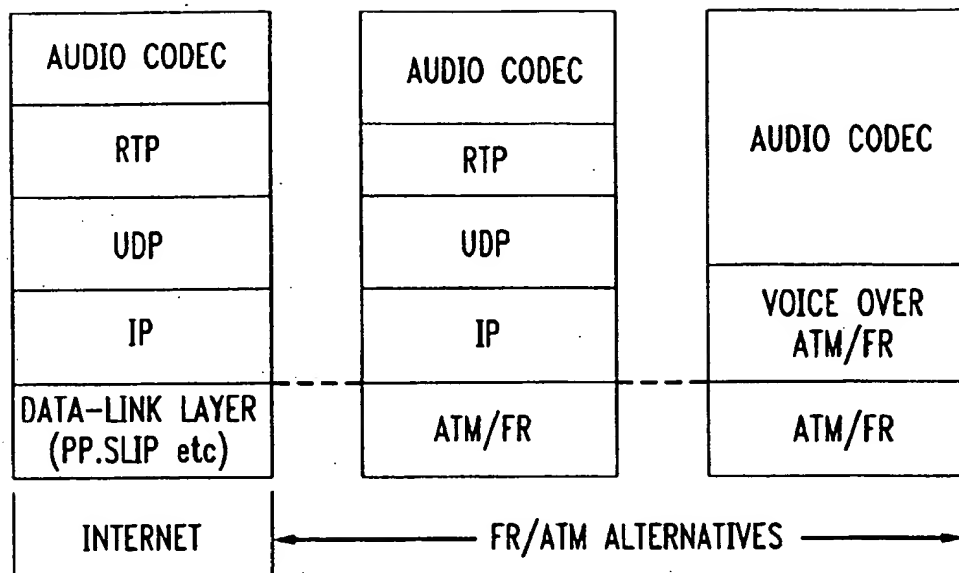 AUDIO CODEC
RTP
UDP
IP
DATA-LINK LAYER
(PP.SLIP etc)
INTERNET
AUDIO CODEC
RTP
UDP
IP
ATM/FR
AUDIO CODEC
VOICE OVER
ATM/FR
ATM/FR
FR/ATM ALTERNATIVES